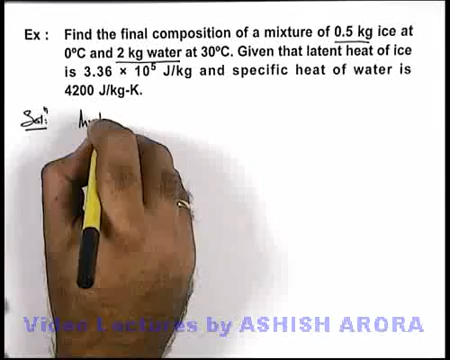 Ex : Find the final composition of a mixture of 0.5 kg ice at
0ºC and 2 kg water at 30ºC. Given that latent heat of ice
is 3.36 × 10⁵ J/kg and specific heat of water is
4200 J/kg-K.
Solⁿ:
Video Lectures by ASHISH ARORA